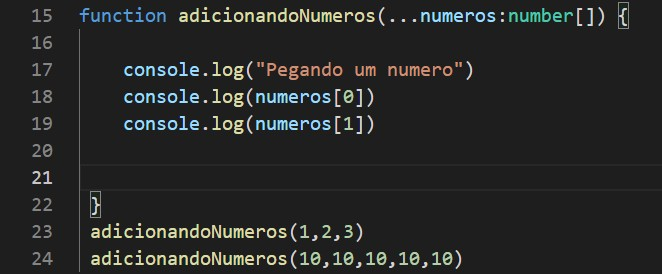 15 function adicionandoNumeros(...numeros:number[]) {
16
17 console.log("Pegando um numero")
18 console.log(numeros[0])
19 console.log(numeros[1])
20
21
22 }
23 adicionandoNumeros(1,2,3)
24 adicionandoNumeros(10,10,10,10,10)